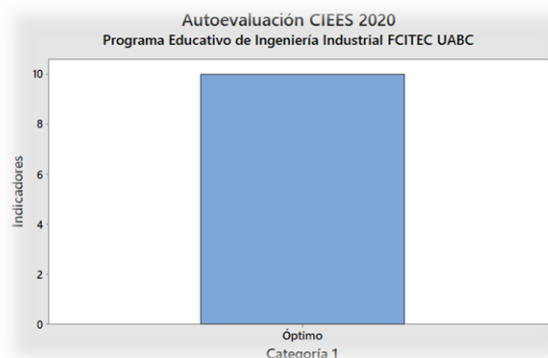 Autoevaluación CIEES 2020
Programa Educativo de Ingeniería Industrial FCITEC UABC
10
8
6
4
2
0
Indicadores
Óptimo
Categoría 1